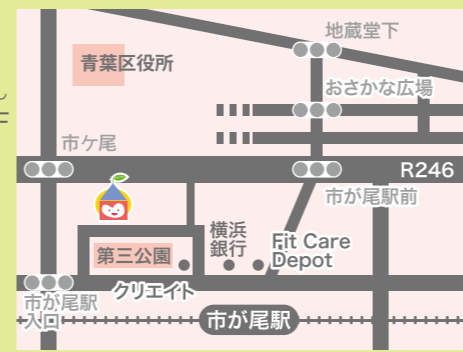 地蔵堂下
青葉区役所
おさかな広場
市ケ尾
R246
市が尾駅前
横浜
銀行
Fit Care
Depot
第三公園
クリエイト
市が尾駅
入口
市が尾駅